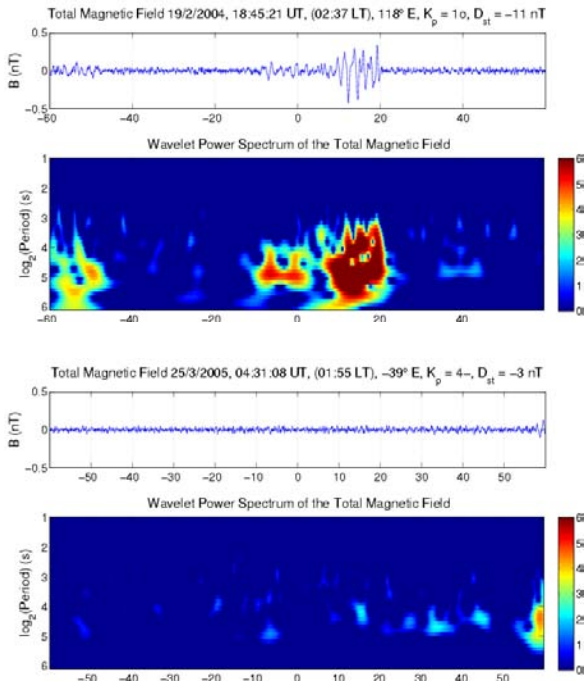 Total Magnetic Field 19/2/2004, 18:45:21 UT, (02:37 LT), 118º E, Kp = 1o, Dst = −11 nT
B (nT)
0.5
0
−0.5
−60 −40 −20 0 20 40
Wavelet Power Spectrum of the Total Magnetic Field
log2(Period) (s)
1
2
3
4
5
6
−60 −40 −20 0 20 40
Total Magnetic Field 25/3/2005, 04:31:08 UT, (01:55 LT), −39º E, Kp = 4−, Dst = −3 nT
B (nT)
0.5
0
−0.5
−50 −40 −30 −20 −10 0 10 20 30 40 50
Wavelet Power Spectrum of the Total Magnetic Field
log2(Period) (s)
1
2
3
4
5
6
−50 −40 −30 −20 −10 0 10 20 30 40 50